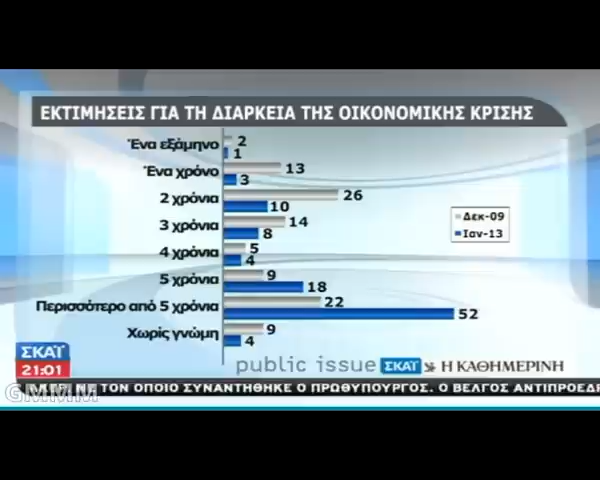 ΕΚΤΙΜΗΣΕΙΣ ΓΙΑ ΤΗ ΔΙΑΡΚΕΙΑ ΤΗΣ ΟΙΚΟΝΟΜΙΚΗΣ ΚΡΙΣΗΣ
Ένα εξάμηνο 2
1
Ένα χρόνο 13
3
2 χρόνια 26
10
3 χρόνια 14
8
4 χρόνια 5
4
5 χρόνια 9
18
Περισσότερο από 5 χρόνια 22
52
Χωρίς γνώμη 9
4
Δεκ-09
Ιαν-13
public issue ΣΚΑΪ Η ΚΑΘΗΜΕΡΙΝΗ
ΣΚΑΪ
21:01
ΜΕ ΤΟΝ ΟΠΟΙΟ ΣΥΝΑΝΤΗΘΗΚΕ Ο ΠΡΩΘΥΠΟΥΡΓΟΣ. Ο ΒΕΛΓΟΣ ΑΝΤΙΠΡΟΕΔΡ
GMMM